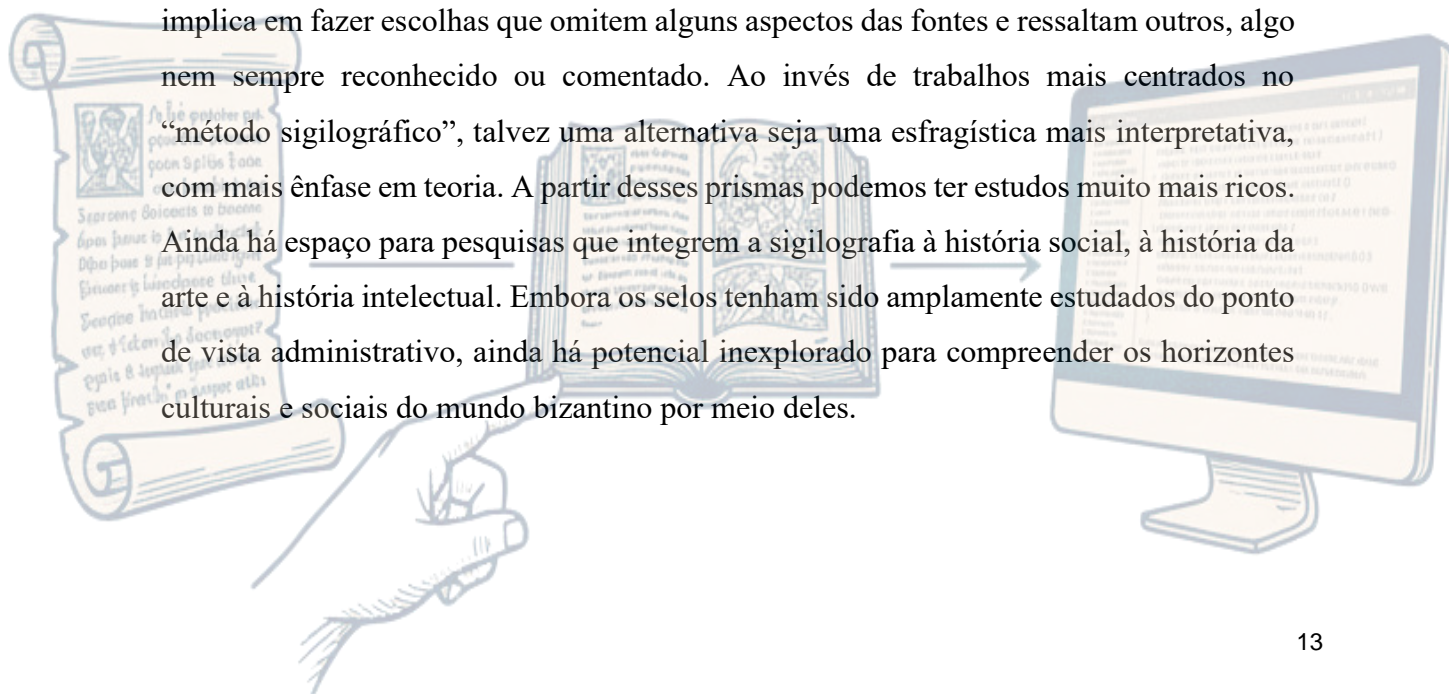 implica em fazer escolhas que omitem alguns aspectos das fontes e ressaltam outros, algo
nem sempre reconhecido ou comentado. Ao invés de trabalhos mais centrados no
“método sigilográfico”, talvez uma alternativa seja uma esfragística mais interpretativa,
com mais ênfase em teoria. A partir desses prismas podemos ter estudos muito mais ricos.
Ainda há espaço para pesquisas que integrem a sigilografia à história social, à história da
arte e à história intelectual. Embora os selos tenham sido amplamente estudados do ponto
de vista administrativo, ainda há potencial inexplorado para compreender os horizontes
culturais e sociais do mundo bizantino por meio deles.
13